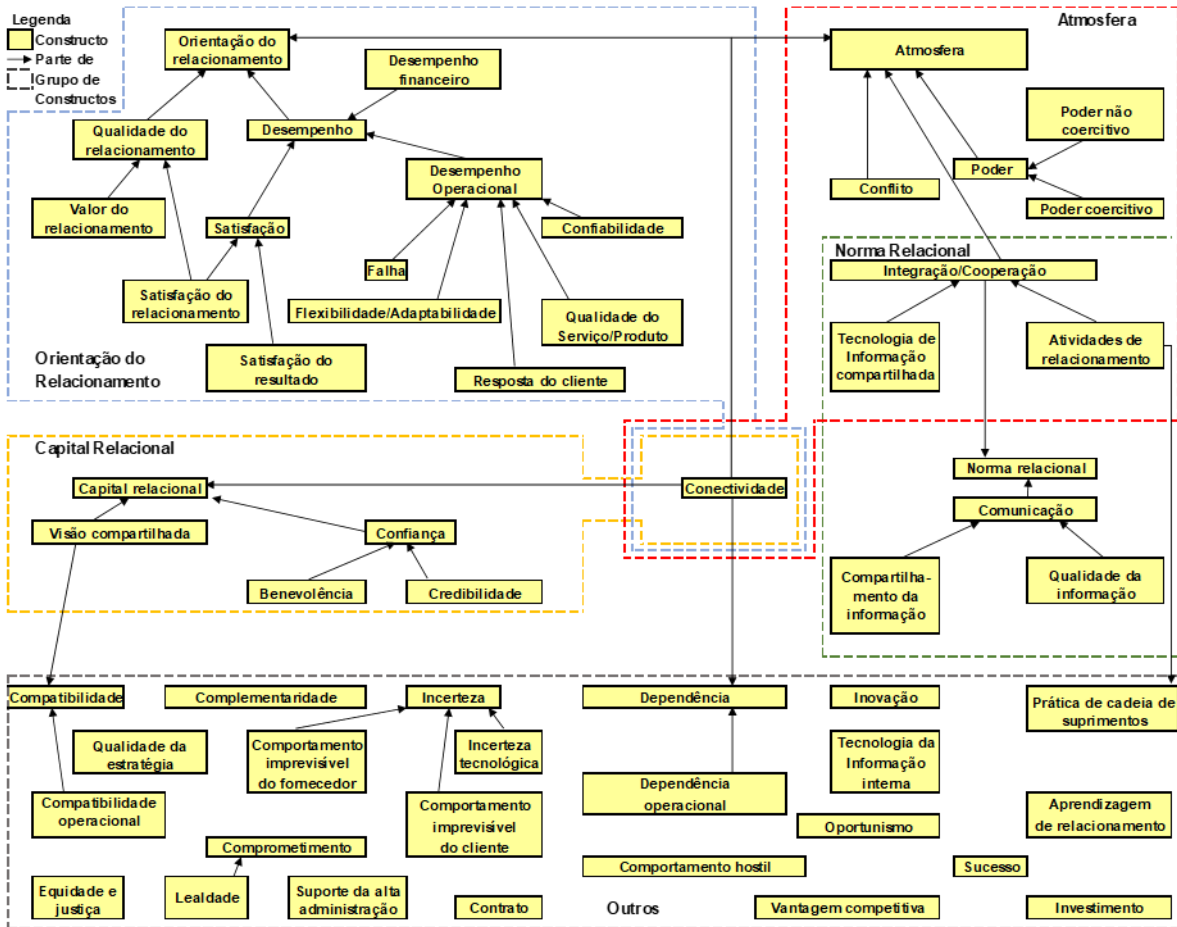 Legenda
Constructo
Parte de
Grupo de
Constructos
Orientação do
relacionamento
Desempenho
financeiro
Qualidade do
relacionamento
Desempenho
Desempenho
Operacional
Valor do
relacionamento
Satisfação
Confiabilidade
Falha
Satisfação do
relacionamento
Flexibilidade/Adaptabilidade
Qualidade do
Serviço/Produto
Satisfação do
resultado
Resposta do cliente
Orientação do
Relacionamento
Atmosfera
Atmosfera
Poder não
coercitivo
Poder
Conflito
Poder coercitivo
Norma Relacional
Integração/Cooperação
Tecnologia de
Informação
compartilhada
Atividades de
relacionamento
Norma relacional
Comunicação
Compartilha-
mento da
informação
Qualidade da
informação
Capital Relacional
Capital relacional
Conectividade
Visão compartilhada
Confiança
Benevolência
Credibilidade
Compatibilidade
Complementaridade
Incerteza
Dependência
Inovação
Prática de cadeia de
suprimentos
Qualidade da
estratégia
Comportamento
imprevisível
do fornecedor
Incerteza
tecnológica
Tecnologia da
Informação
interna
Compatibilidade
operacional
Comportamento
imprevisível
do cliente
Dependência
operacional
Aprendizagem
de relacionamento
Oportunismo
Comprometimento
Comportamento hostil
Sucesso
Equidade e
justiça
Lealdade
Suporte da alta
administração
Contrato
Outros
Vantagem competitiva
Investimento